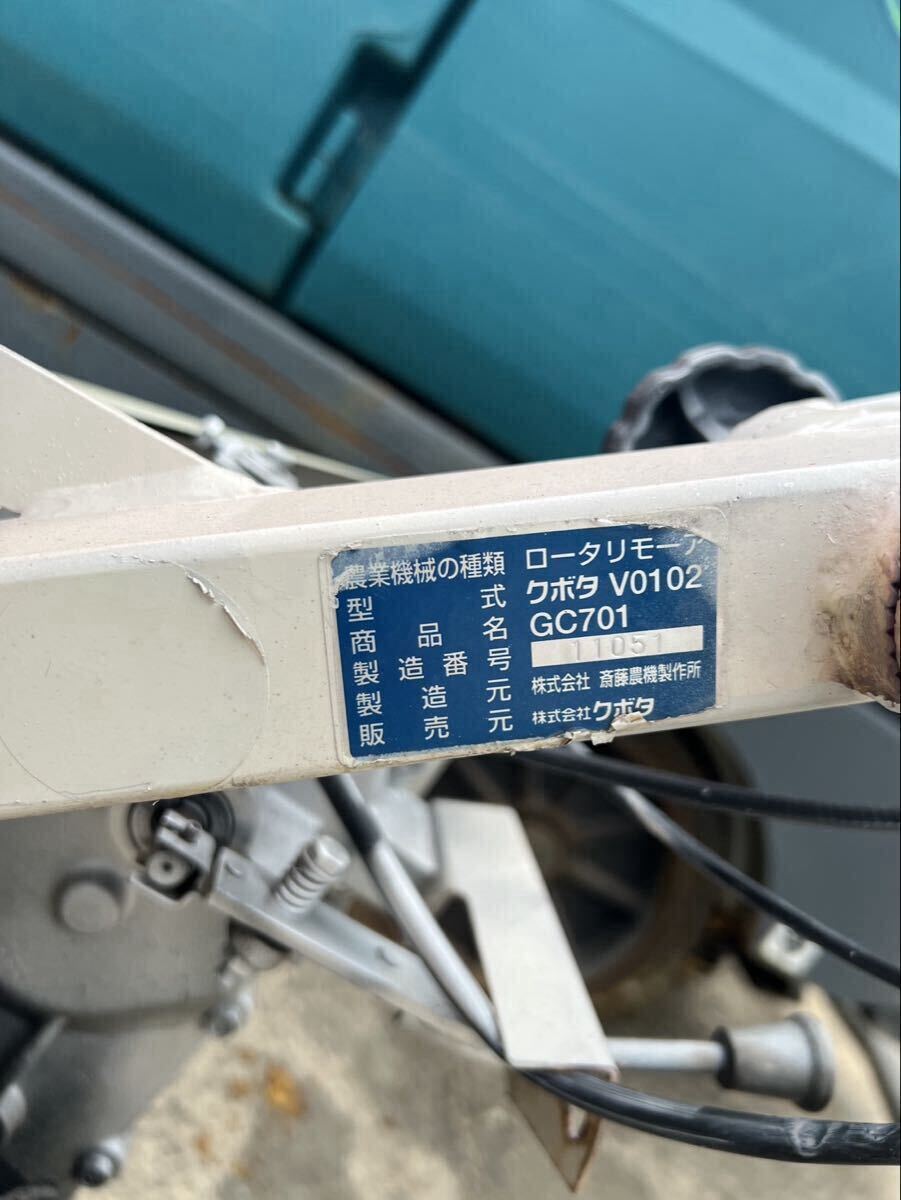 農業機械の種類 ロータリモーア
型式 クボタ V0102
商品名 GC701
製造番号 11051
製造元 株式会社 斎藤農機製作所
販売元 株式会社クボタ